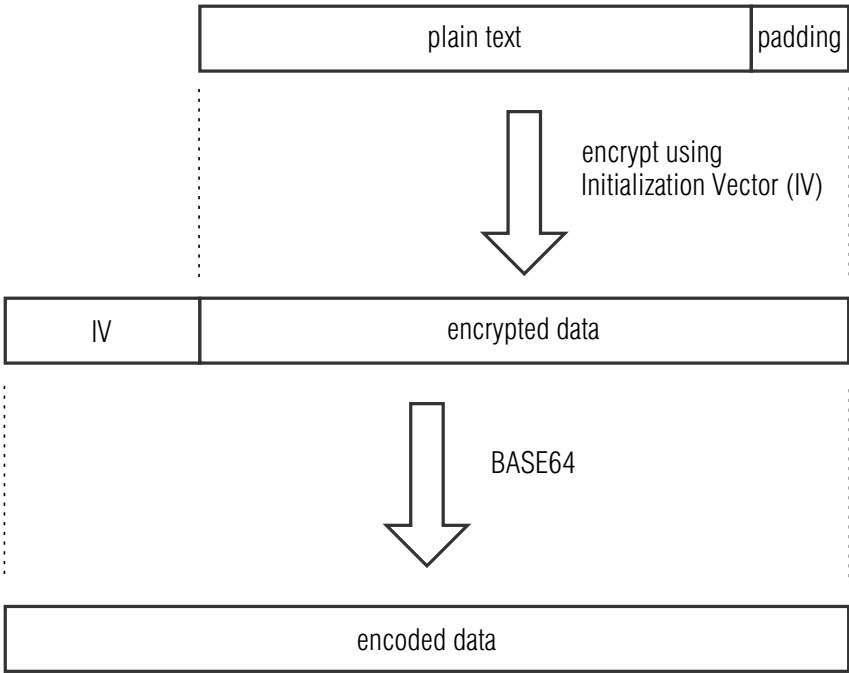 plain text
padding
encrypt using
Initialization Vector (IV)
IV
encrypted data
BASE64
encoded data